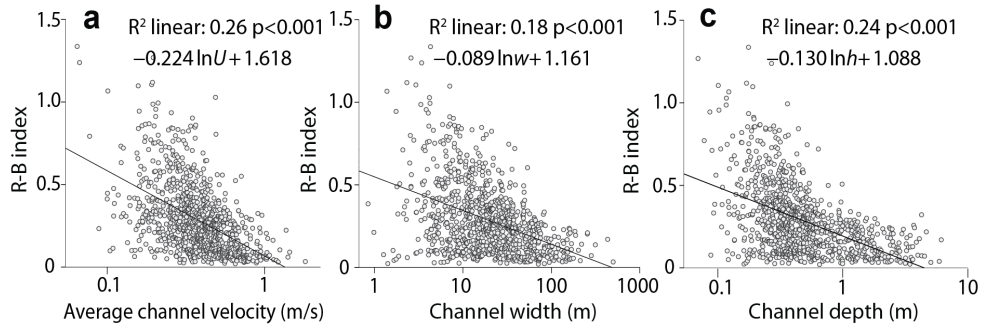 a
R² linear: 0.26 p<0.001
−0.224 lnU+1.618
R-B index
1.5
1.0
0.5
0
0.1
1
Average channel velocity (m/s)
b
R² linear: 0.18 p<0.001
−0.089 lnw+1.161
R-B index
1.5
1.0
0.5
0
1
10
100
1000
Channel width (m)
c
R² linear: 0.24 p<0.001
−0.130 lnh+1.088
R-B index
1.5
1.0
0.5
0
0.1
1
10
Channel depth (m)